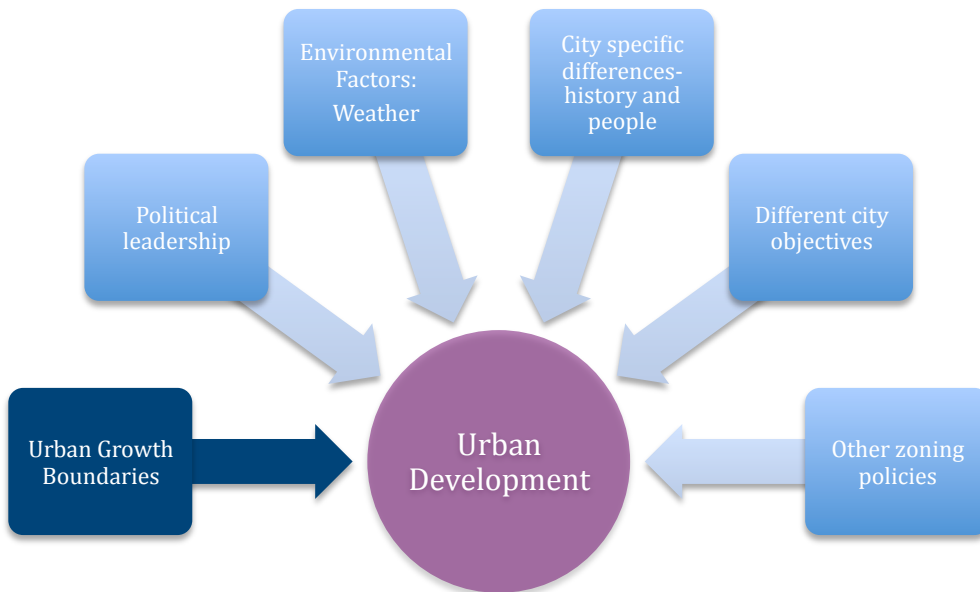 Environmental
Factors:
Weather
City specific
differences-
history and
people
Political
leadership
Different city
objectives
Urban Growth
Boundaries
Urban
Development
Other zoning
policies